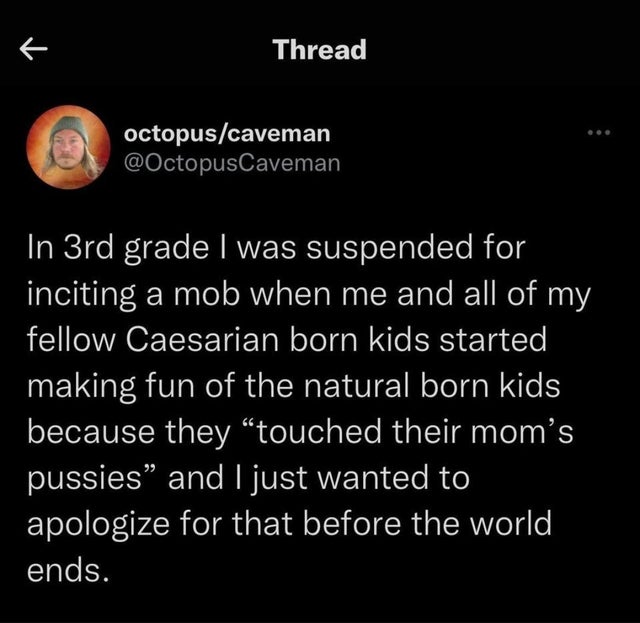 Thread
octopus/caveman
@OctopusCaveman
In 3rd grade I was suspended for
inciting a mob when me and all of my
fellow Caesarian born kids started
making fun of the natural born kids
because they “touched their mom’s
pussies” and I just wanted to
apologize for that before the world
ends.